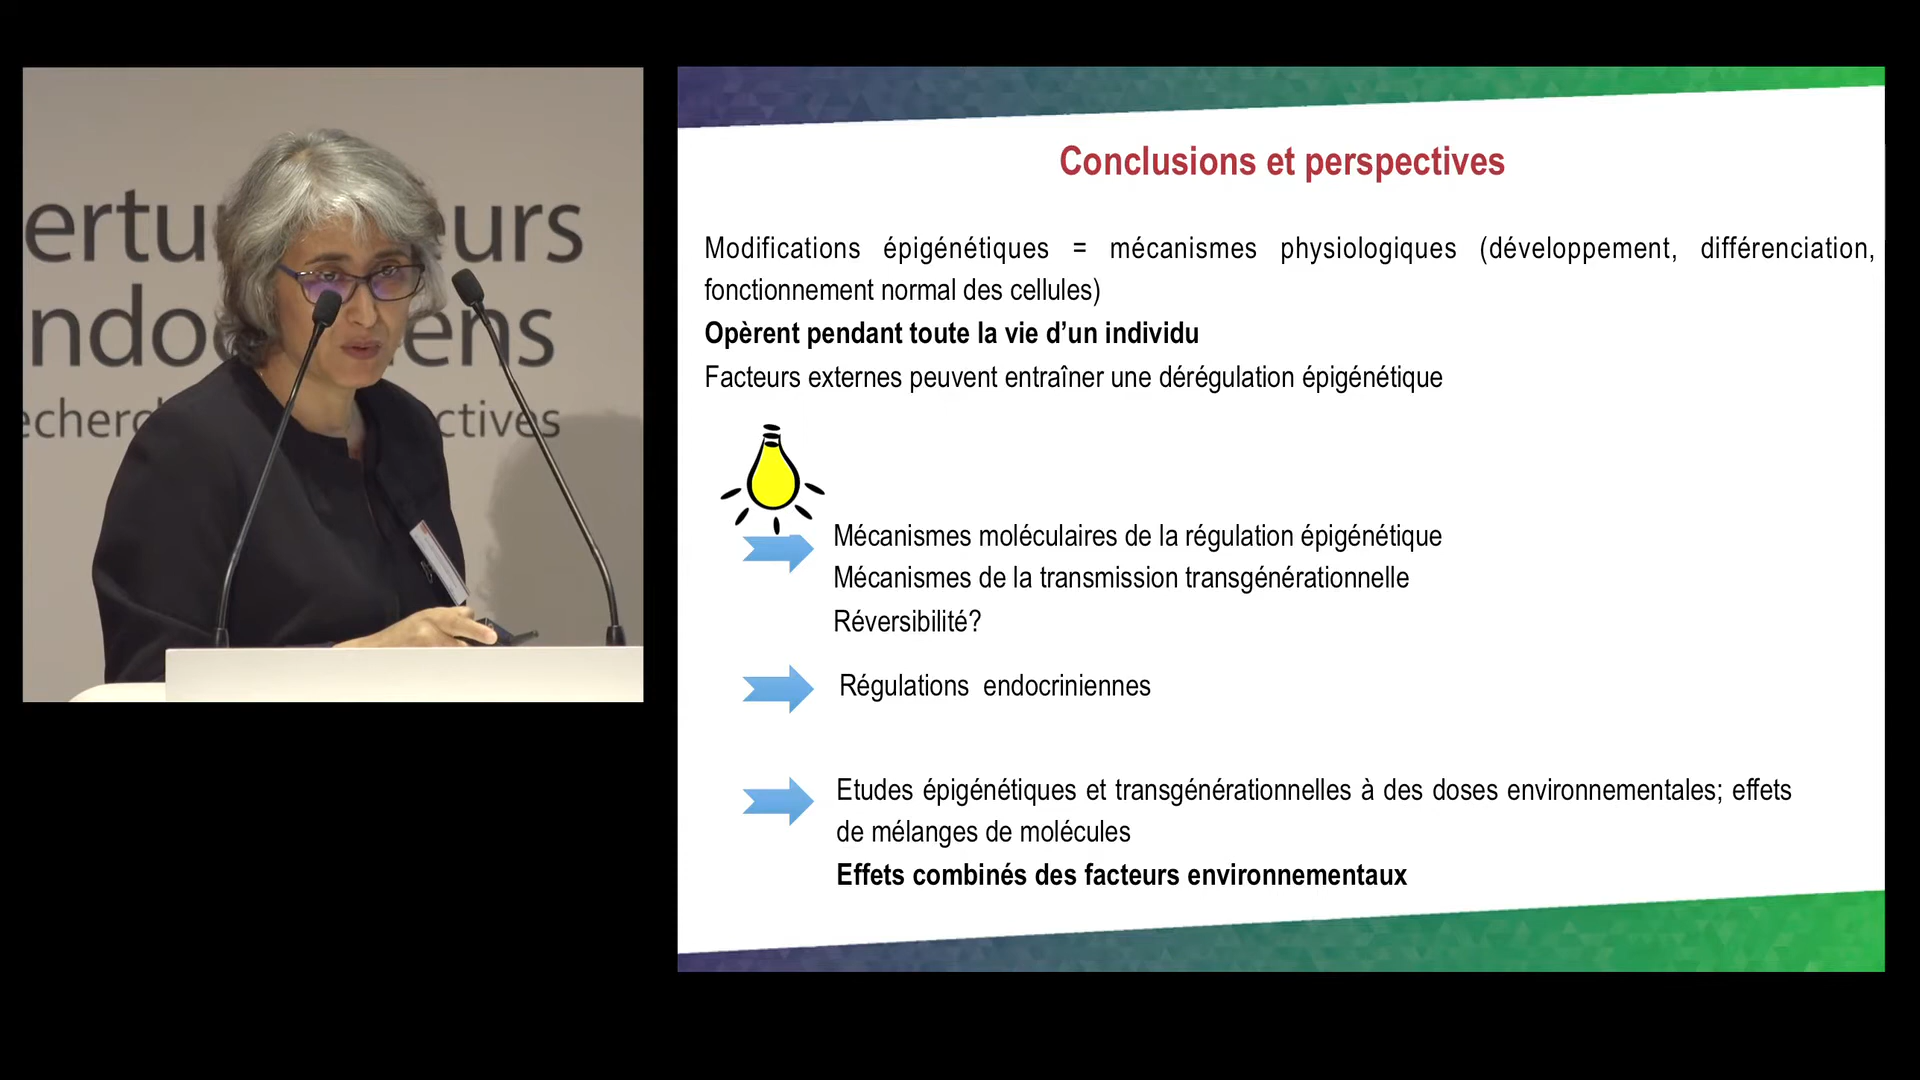 ertu eurs
ndoc ens
echerc ctives
Conclusions et perspectives
Modifications épigénétiques = mécanismes physiologiques (développement, différenciation,
fonctionnement normal des cellules)
Opèrent pendant toute la vie d’un individu
Facteurs externes peuvent entraîner une dérégulation épigénétique
Mécanismes moléculaires de la régulation épigénétique
Mécanismes de la transmission transgénérationnelle
Réversibilité?
Régulations endocriniennes
Etudes épigénétiques et transgénérationnelles à des doses environnementales; effets
de mélanges de molécules
Effets combinés des facteurs environnementaux